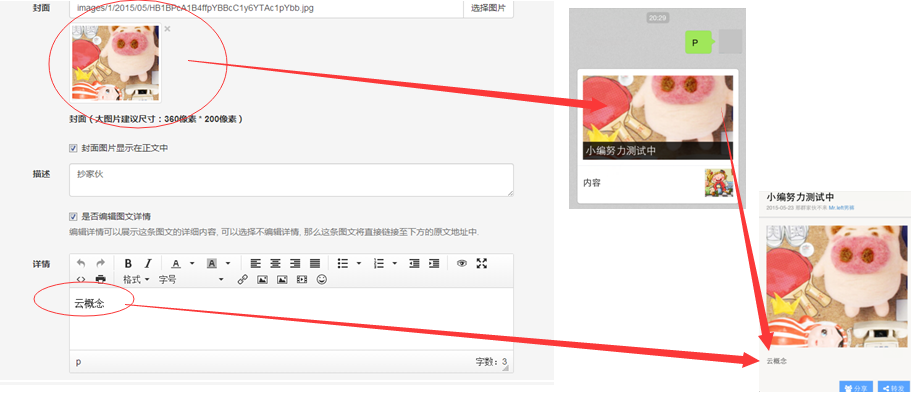 封面
images/1/2015/05/HB1BPcA1B4ffpYBBcC1y6YTAc1pYbb.jpg
选择图片
×
封面（大图片建议尺寸：360像素 * 200像素）
封面图片显示在正文中
描述
抄家伙
是否编辑图文详情
编辑详情可以展示这条图文的详细内容, 可以选择不编辑详情, 那么这条图文将直接链接至下方的原文地址中.
详情
B I A A
格式 字号
云概念
p
字数：3
20:29
P
小编努力测试中
内容
小编努力测试中
2015-05-23
云概念
分享
转发